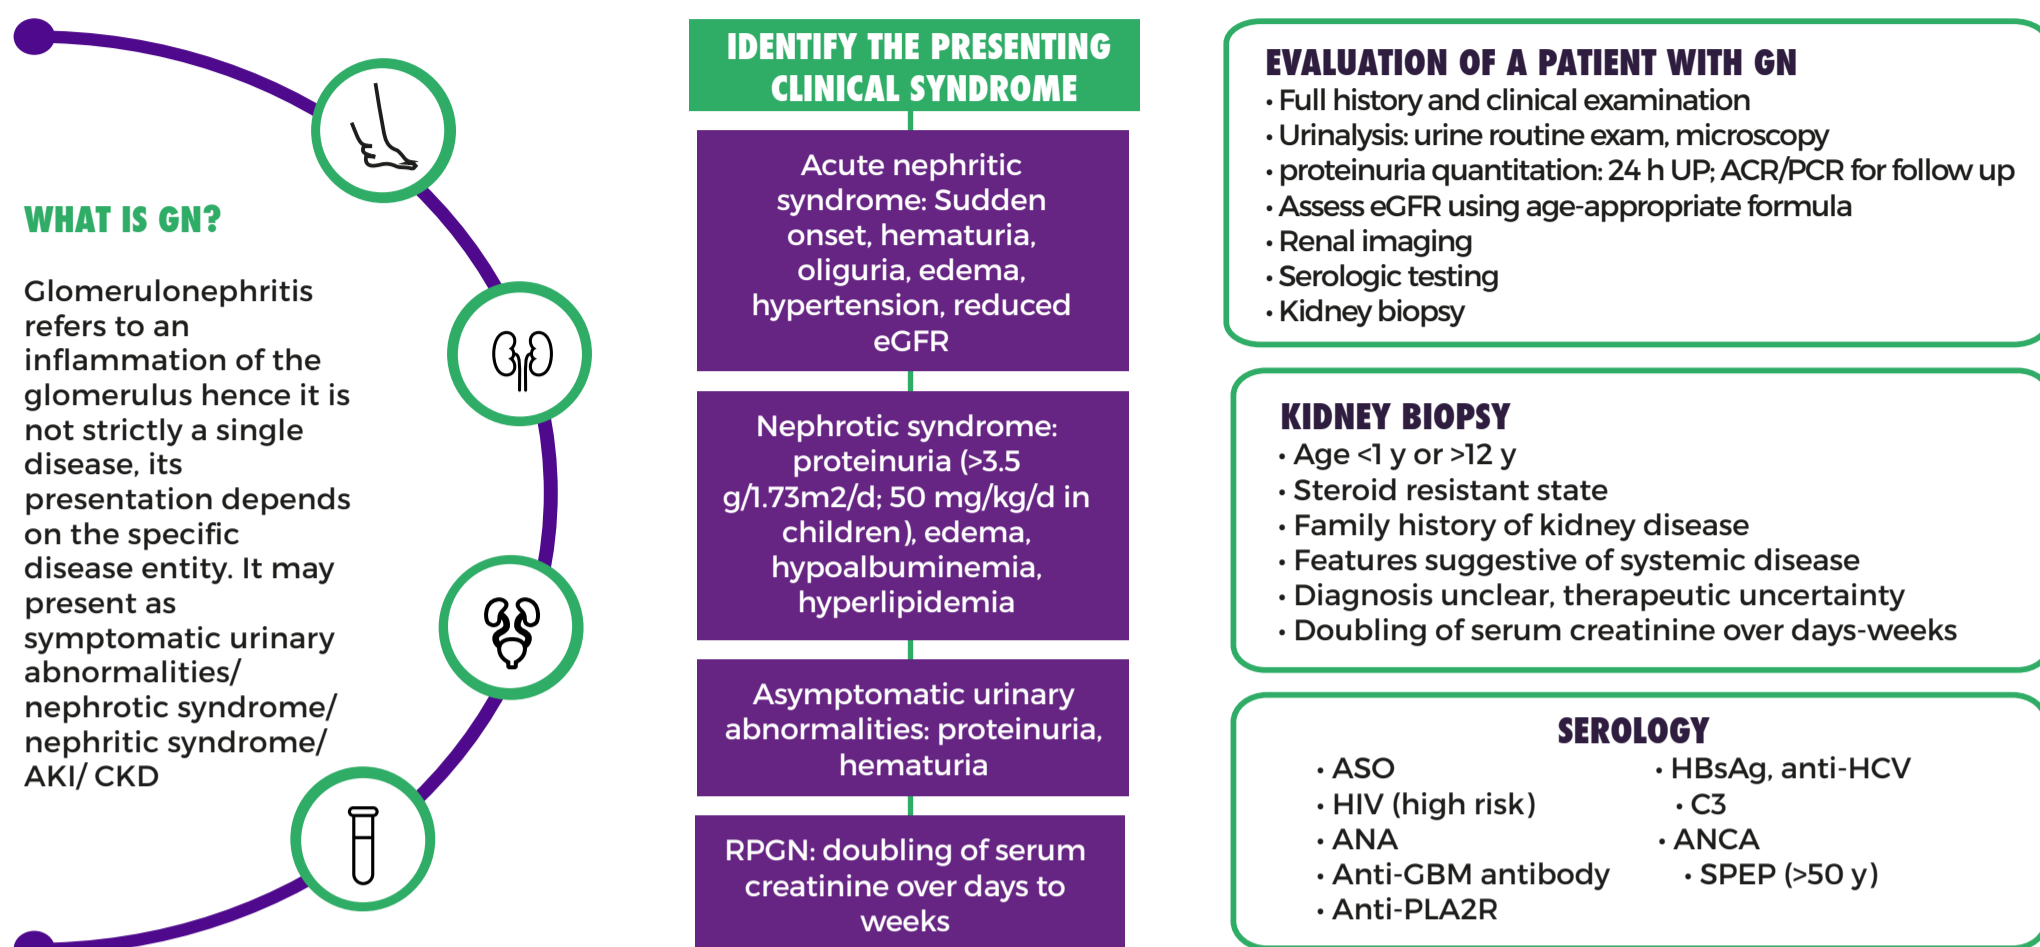 WHAT IS GN?
Glomerulonephritis
refers to an
inflammation of the
glomerulus hence it is
not strictly a single
disease, its
presentation depends
on the specific
disease entity. It may
present as
symptomatic urinary
abnormalities/
nephrotic syndrome/
nephritic syndrome/
AKI/ CKD
IDENTIFY THE PRESENTING
CLINICAL SYNDROME
Acute nephritic
syndrome: Sudden
onset, hematuria,
oliguria, edema,
hypertension, reduced
eGFR
Nephrotic syndrome:
proteinuria (>3.5
g/1.73m2/d; 50 mg/kg/d in
children), edema,
hypoalbuminemia,
hyperlipidemia
Asymptomatic urinary
abnormalities: proteinuria,
hematuria
RPGN: doubling of serum
creatinine over days to
weeks
EVALUATION OF A PATIENT WITH GN
• Full history and clinical examination
• Urinalysis: urine routine exam, microscopy
• proteinuria quantitation: 24 h UP; ACR/PCR for follow up
• Assess eGFR using age-appropriate formula
• Renal imaging
• Serologic testing
• Kidney biopsy
KIDNEY BIOPSY
• Age <1 y or >12 y
• Steroid resistant state
• Family history of kidney disease
• Features suggestive of systemic disease
• Diagnosis unclear, therapeutic uncertainty
• Doubling of serum creatinine over days-weeks
SEROLOGY
• ASO
• HIV (high risk)
• ANA
• Anti-GBM antibody
• Anti-PLA2R
• HBsAg, anti-HCV
• C3
• ANCA
• SPEP (>50 y)